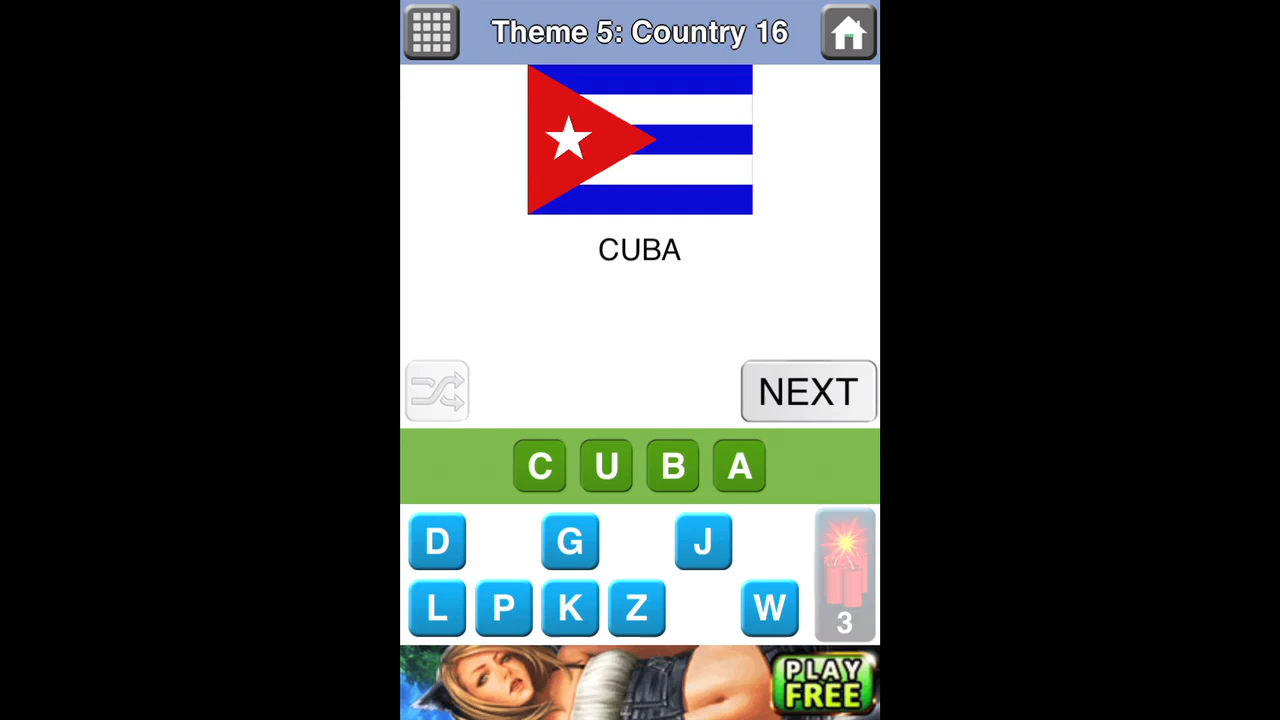 Theme 5: Country 16
CUBA
NEXT
C U B A
D G J
L P K Z W
3
PLAY
FREE